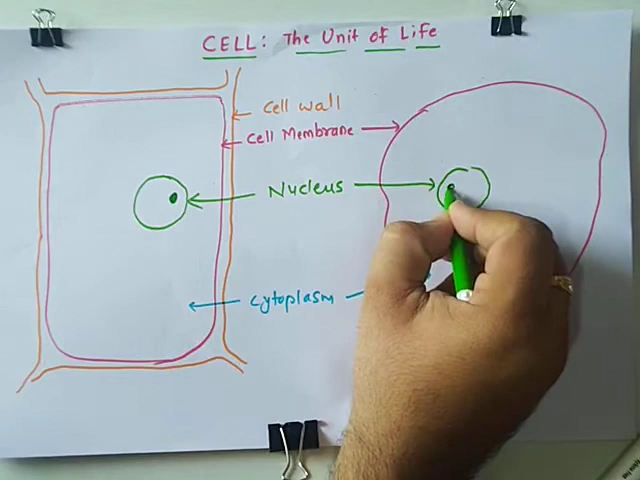 CELL: The Unit of Life
Cell wall
Cell Membrane
Nucleus
Cytoplasm